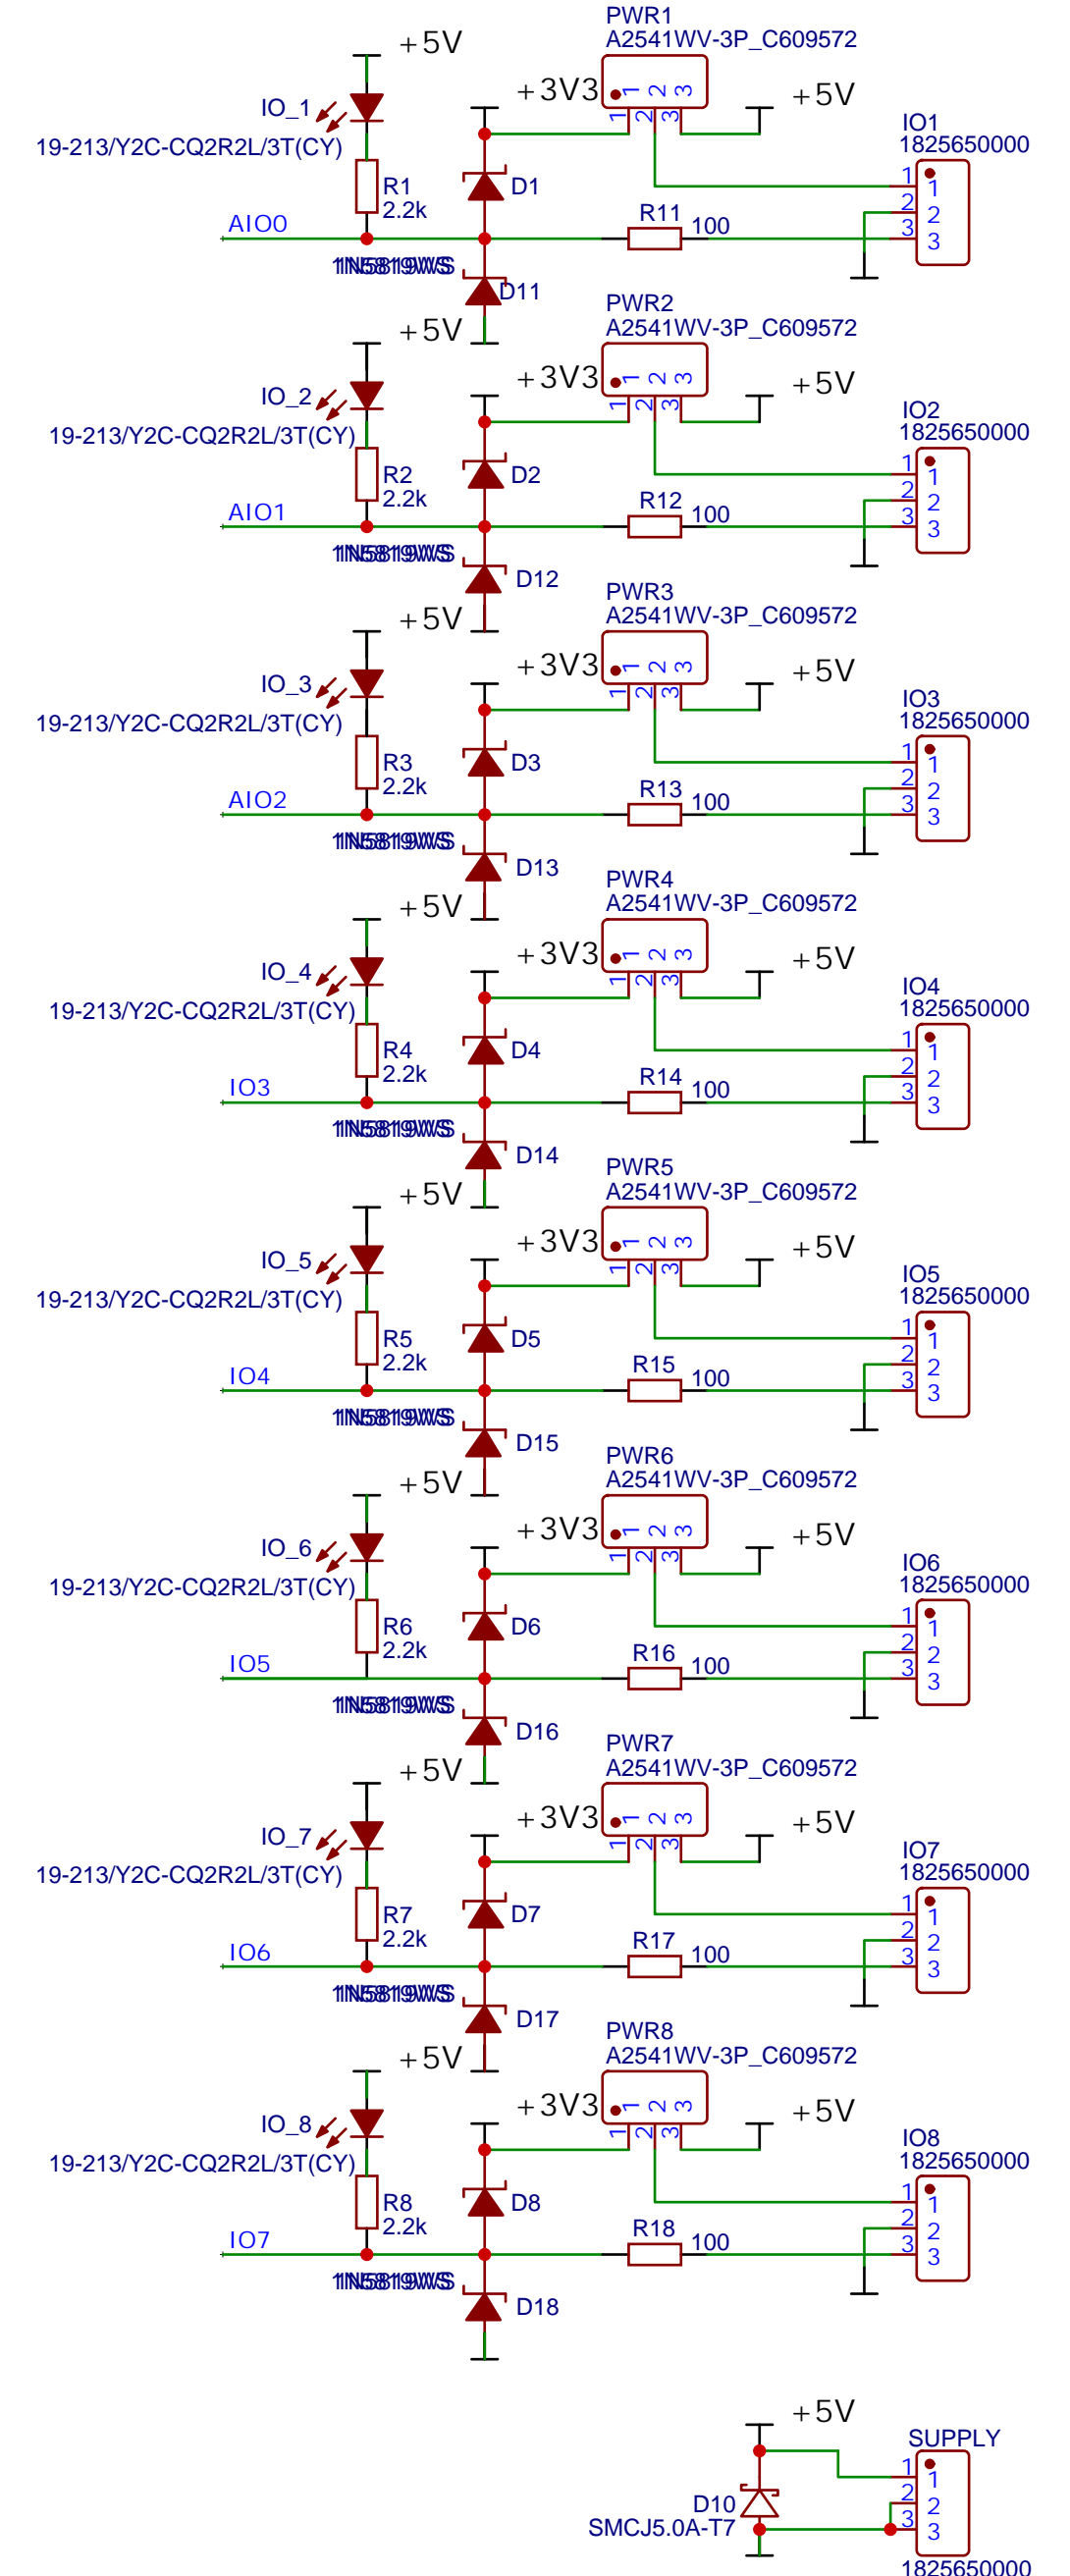 PWR1
A2541WV-3P_C609572
+5V
+3V3
1 2 3
1 2 3
+5V
IO_1
19-213/Y2C-CQ2R2L/3T(CY)
IO1
1825650000
R1
2.2k
D1
1 1
2 2
3 3
AIO0
R11
100
1N5819WS
D11
PWR2
A2541WV-3P_C609572
+5V
+3V3
1 2 3
1 2 3
+5V
IO_2
19-213/Y2C-CQ2R2L/3T(CY)
IO2
1825650000
R2
2.2k
D2
1 1
2 2
3 3
AIO1
R12
100
1N5819WS
D12
PWR3
A2541WV-3P_C609572
+5V
+3V3
1 2 3
1 2 3
+5V
IO_3
19-213/Y2C-CQ2R2L/3T(CY)
IO3
1825650000
R3
2.2k
D3
1 1
2 2
3 3
AIO2
R13
100
1N5819WS
D13
PWR4
A2541WV-3P_C609572
+5V
+3V3
1 2 3
1 2 3
+5V
IO_4
19-213/Y2C-CQ2R2L/3T(CY)
IO4
1825650000
R4
2.2k
D4
1 1
2 2
3 3
IO3
R14
100
1N5819WS
D14
PWR5
A2541WV-3P_C609572
+5V
+3V3
1 2 3
1 2 3
+5V
IO_5
19-213/Y2C-CQ2R2L/3T(CY)
IO5
1825650000
R5
2.2k
D5
1 1
2 2
3 3
IO4
R15
100
1N5819WS
D15
PWR6
A2541WV-3P_C609572
+5V
+3V3
1 2 3
1 2 3
+5V
IO_6
19-213/Y2C-CQ2R2L/3T(CY)
IO6
1825650000
R6
2.2k
D6
1 1
2 2
3 3
IO5
R16
100
1N5819WS
D16
PWR7
A2541WV-3P_C609572
+5V
+3V3
1 2 3
1 2 3
+5V
IO_7
19-213/Y2C-CQ2R2L/3T(CY)
IO7
1825650000
R7
2.2k
D7
1 1
2 2
3 3
IO6
R17
100
1N5819WS
D17
PWR8
A2541WV-3P_C609572
+5V
+3V3
1 2 3
1 2 3
+5V
IO_8
19-213/Y2C-CQ2R2L/3T(CY)
IO8
1825650000
R8
2.2k
D8
1 1
2 2
3 3
IO7
R18
100
1N5819WS
D18
+5V
SUPPLY
1 1
2 2
3 3
D10
SMCJ5.0A-T7
1825650000